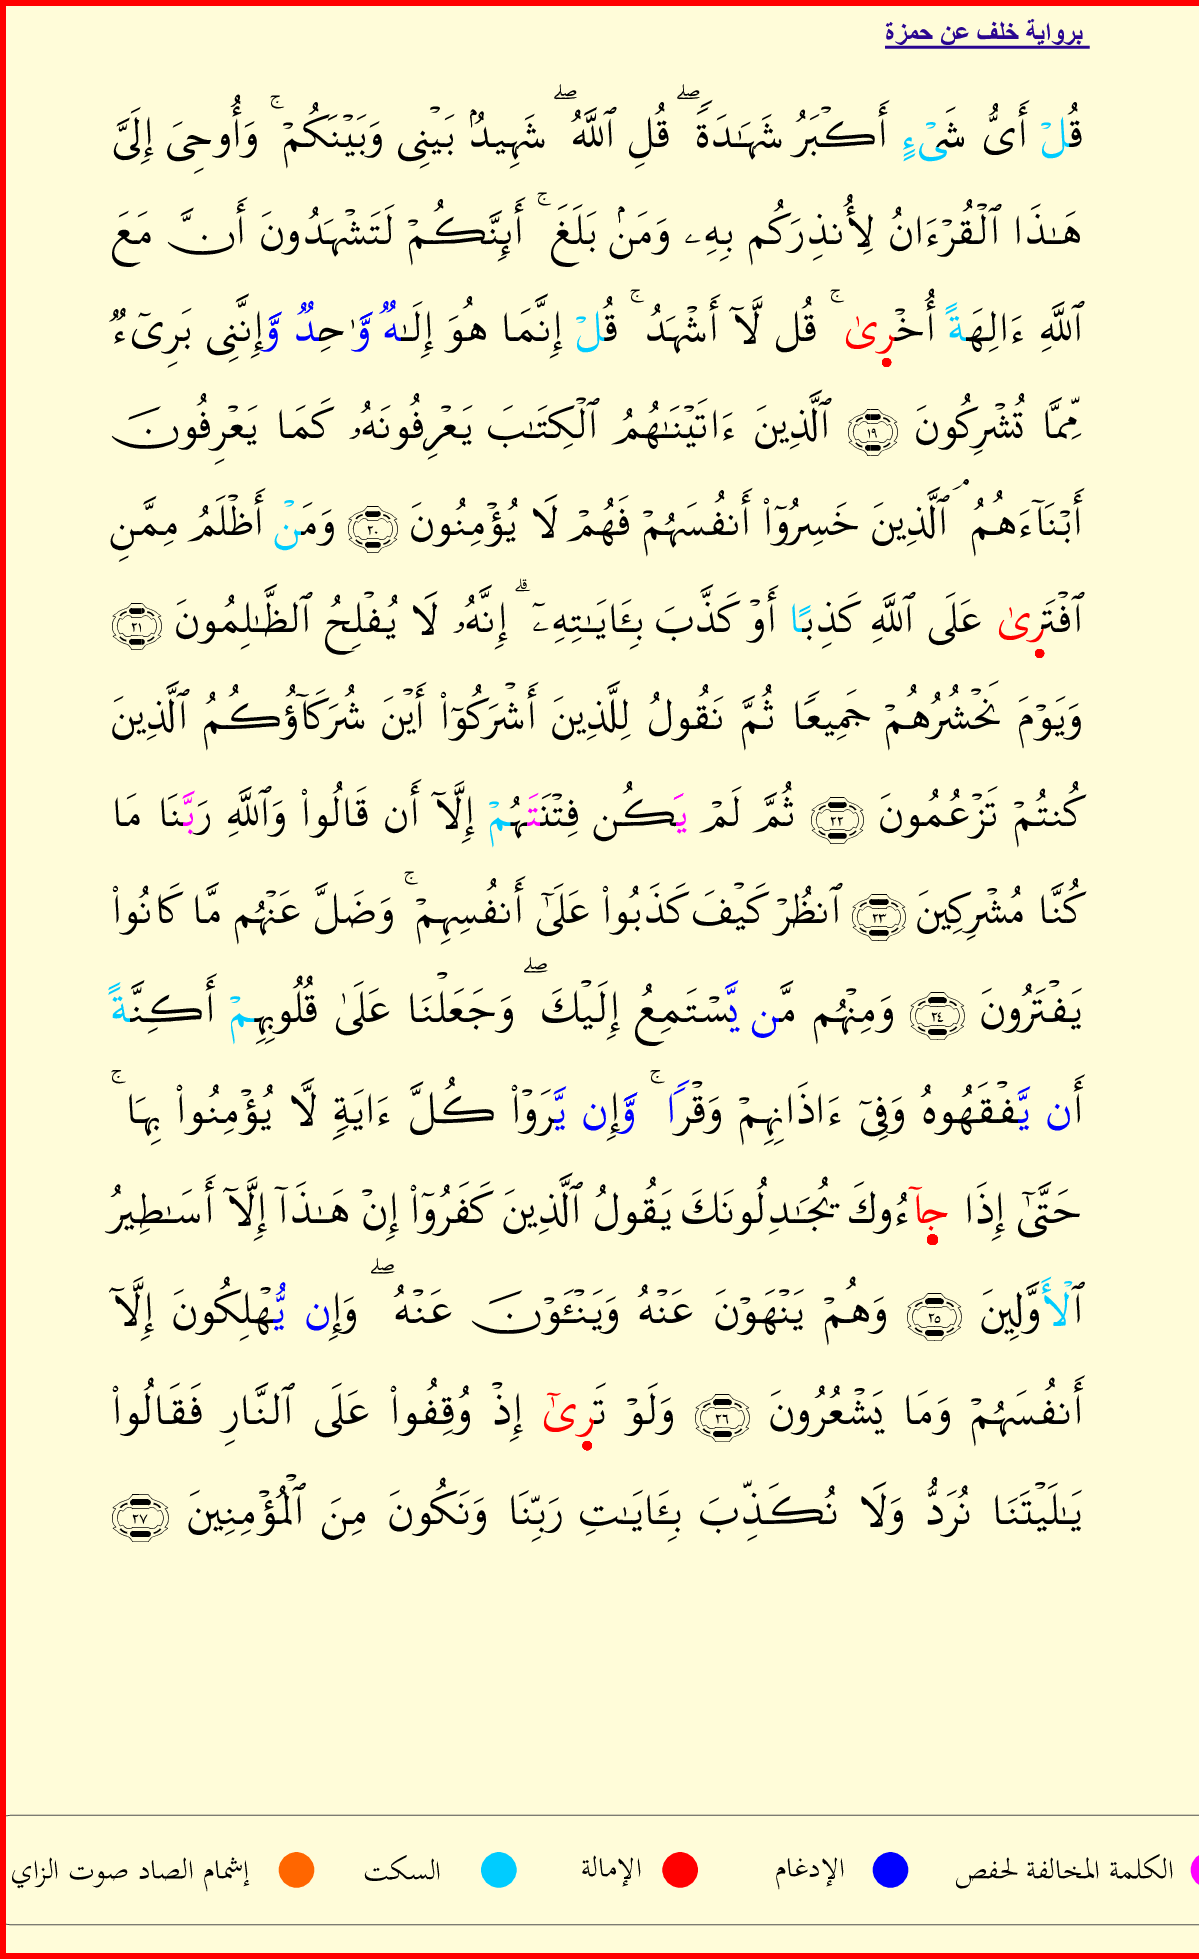 برواية خلف عن حمزة
قُلۡ أَىُّ شَىۡءٍ أَكۡبَرُ شَهَـٰدَةًۖ قُلِ ٱللَّهُۖ شَهِيدُۢ بَيۡنِى وَبَيۡنَكُمۡۚ وَأُوحِىَ إِلَىَّ
هَـٰذَا ٱلۡقُرۡءَانُ لِأُنذِرَكُم بِهِۦ وَمَنۢ بَلَغَۚ أَئِنَّكُمۡ لَتَشۡهَدُونَ أَنَّ مَعَ
ٱللَّهِ ءَالِهَةً أُخۡرِىٰۚ قُل لَّآ أَشۡهَدُۚ قُلۡ إِنَّمَا هُوَ إِلَـٰهٌ وَّٰحِدٌ وَّإِنَّنِى بَرِىٓءٌ
مِّمَّا تُشۡرِكُونَ ١٩ ٱلَّذِينَ ءَاتَيۡنَـٰهُمُ ٱلۡكِتَـٰبَ يَعۡرِفُونَهُۥ كَمَا يَعۡرِفُونَ
أَبۡنَآءَهُمُۘ ٱلَّذِينَ خَسِرُوٓاْ أَنفُسَهُمۡ فَهُمۡ لَا يُؤۡمِنُونَ ٢٠ وَمَنۡ أَظۡلَمُ مِمَّنِ
ٱفۡتَرِىٰ عَلَى ٱللَّهِ كَذِبًا أَوۡ كَذَّبَ بِـَٔايَـٰتِهِۦٓۗ إِنَّهُۥ لَا يُفۡلِحُ ٱلظَّـٰلِمُونَ ٢١
وَيَوۡمَ نَحۡشُرُهُمۡ جَمِيعًا ثُمَّ نَقُولُ لِلَّذِينَ أَشۡرَكُوٓاْ أَيۡنَ شُرَكَآؤُكُمُ ٱلَّذِينَ
كُنتُمۡ تَزۡعُمُونَ ٢٢ ثُمَّ لَمۡ يَكُن فِتۡنَتَهُمۡ إِلَّآ أَن قَالُواْ وَٱللَّهِ رَبَّنَا مَا
كُنَّا مُشۡرِكِينَ ٢٣ ٱنظُرۡ كَيۡفَ كَذَبُواْ عَلَىٰٓ أَنفُسِهِمۡۚ وَضَلَّ عَنۡهُم مَّا كَانُواْ
يَفۡتَرُونَ ٢٤ وَمِنۡهُم مَّن يَّسۡتَمِعُ إِلَيۡكَۖ وَجَعَلۡنَا عَلَىٰ قُلُوبِهِمۡ أَكِنَّةً
أَن يَّفۡقَهُوهُ وَفِىٓ ءَاذَانِهِمۡ وَقۡرًاۚ وَّإِن يَّرَوۡاْ كُلَّ ءَايَةٍ لَّا يُؤۡمِنُواْ بِهَاۚ
حَتَّىٰٓ إِذَا جِآءُوكَ يُجَـٰدِلُونَكَ يَقُولُ ٱلَّذِينَ كَفَرُوٓاْ إِنۡ هَـٰذَآ إِلَّآ أَسَـٰطِيرُ
ٱلۡأَوَّلِينَ ٢٥ وَهُمۡ يَنۡهَوۡنَ عَنۡهُ وَيَنۡـَٔوۡنَ عَنۡهُۖ وَإِن يُّهۡلِكُونَ إِلَّآ
أَنفُسَهُمۡ وَمَا يَشۡعُرُونَ ٢٦ وَلَوۡ تَرِىٰٓ إِذۡ وُقِفُواْ عَلَى ٱلنَّارِ فَقَالُواْ
يَـٰلَيۡتَنَا نُرَدُّ وَلَا نُكَذِّبَ بِـَٔايَـٰتِ رَبِّنَا وَنَكُونَ مِنَ ٱلۡمُؤۡمِنِينَ ٢٧
الكلمة المخالفة لحفص الإدغام الإمالة السكت إشمام الصاد صوت الزاي